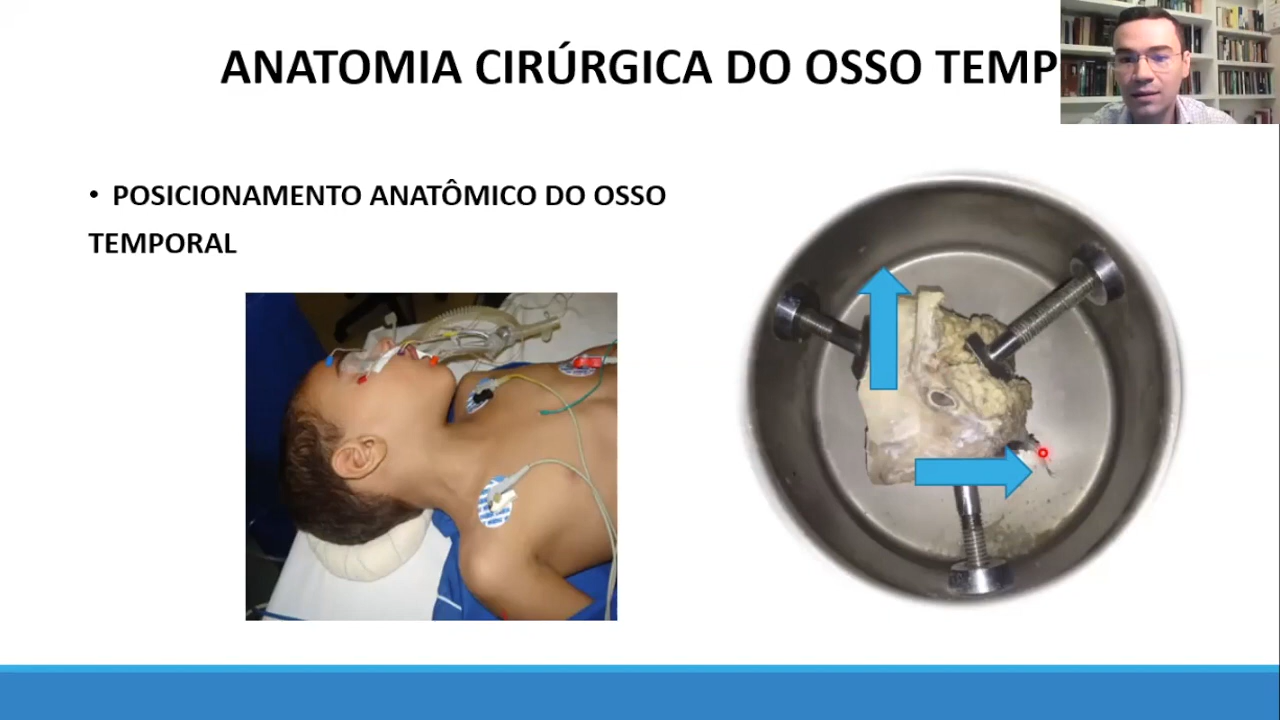 ANATOMIA CIRÚRGICA DO OSSO TEMP
• POSICIONAMENTO ANATÔMICO DO OSSO
TEMPORAL